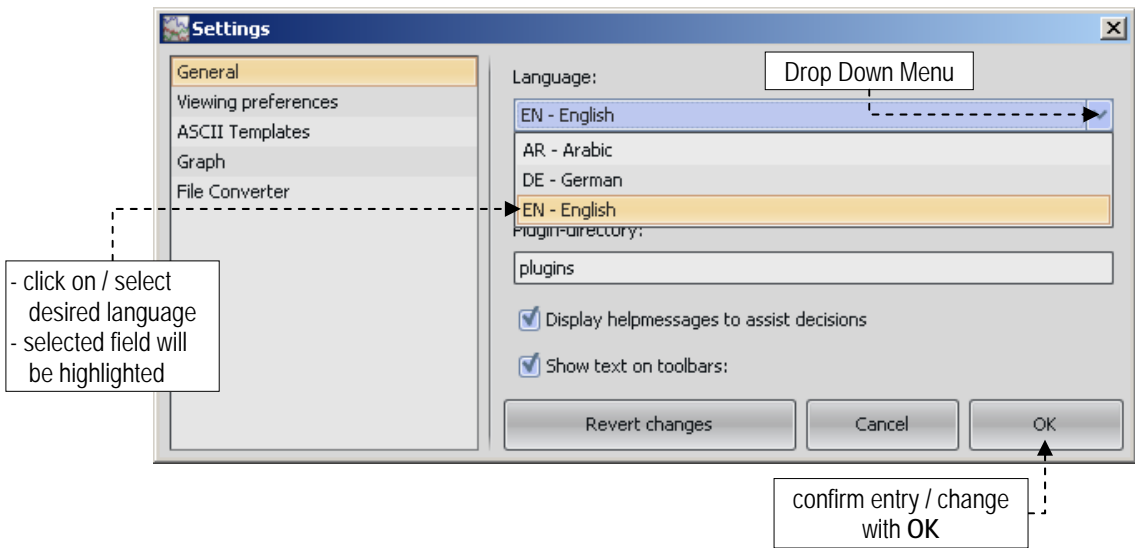 Settings
General
Viewing preferences
ASCII Templates
Graph
File Converter
Language:
Drop Down Menu
EN - English
AR - Arabic
DE - German
EN - English
Plugin-directory:
plugins
Display helpmessages to assist decisions
Show text on toolbars:
Revert changes
Cancel
OK
- click on / select
desired language
- selected field will
be highlighted
confirm entry / change
with OK